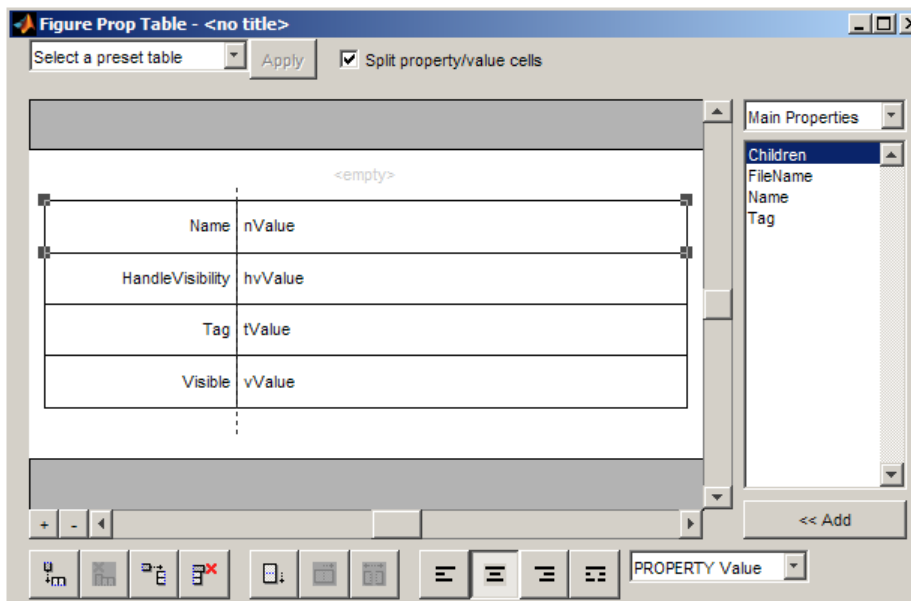 Figure Prop Table - <no title>
Select a preset table Apply Split property/value cells
Main Properties
<empty>
Children
FileName
Name
Tag
Name nValue
HandleVisibility hvValue
Tag tValue
Visible vValue
+ - << Add
PROPERTY Value